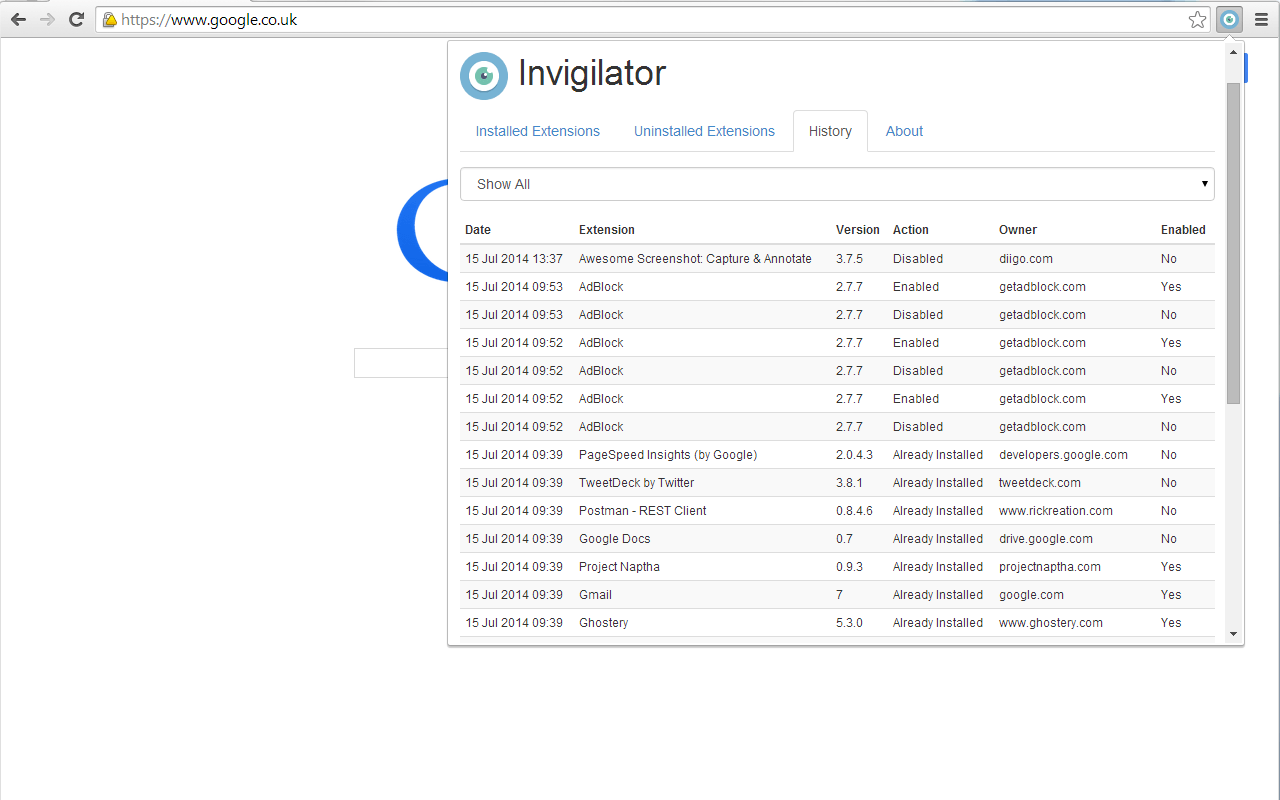 https://www.google.co.uk
Invigilator
Installed Extensions Uninstalled Extensions History About
Show All
Date Extension Version Action Owner Enabled
15 Jul 2014 13:37 Awesome Screenshot: Capture & Annotate 3.7.5 Disabled diigo.com No
15 Jul 2014 09:53 AdBlock 2.7.7 Enabled getadblock.com Yes
15 Jul 2014 09:53 AdBlock 2.7.7 Disabled getadblock.com No
15 Jul 2014 09:52 AdBlock 2.7.7 Enabled getadblock.com Yes
15 Jul 2014 09:52 AdBlock 2.7.7 Disabled getadblock.com No
15 Jul 2014 09:52 AdBlock 2.7.7 Enabled getadblock.com Yes
15 Jul 2014 09:52 AdBlock 2.7.7 Disabled getadblock.com No
15 Jul 2014 09:39 PageSpeed Insights (by Google) 2.0.4.3 Already Installed developers.google.com No
15 Jul 2014 09:39 TweetDeck by Twitter 3.8.1 Already Installed tweetdeck.com No
15 Jul 2014 09:39 Postman - REST Client 0.8.4.6 Already Installed www.rickreation.com No
15 Jul 2014 09:39 Google Docs 0.7 Already Installed drive.google.com No
15 Jul 2014 09:39 Project Naptha 0.9.3 Already Installed projectnaptha.com Yes
15 Jul 2014 09:39 Gmail 7 Already Installed google.com Yes
15 Jul 2014 09:39 Ghostery 5.3.0 Already Installed www.ghostery.com Yes